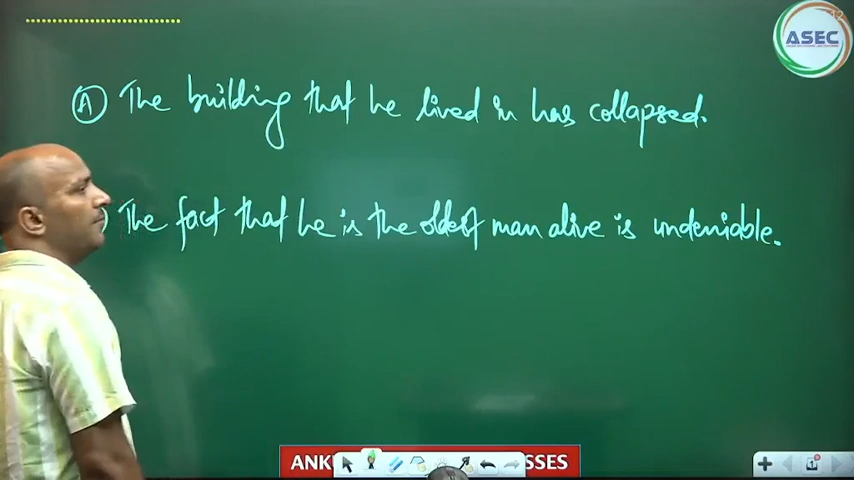 ASEC
Ⓐ The building that he lived in has collapsed.
) The fact that he is the oldest man alive is undeniable.
ANK
SSES